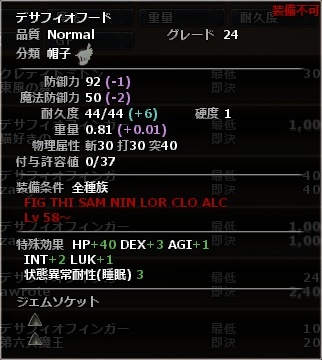 デサフィオフード
装備不可
品質 Normal グレード 24
分類 帽子
防御力 92 (-1)
魔法防御力 50 (-2)
耐久度 44/44 (+6) 硬度 1
重量 0.81 (+0.01)
物理属性 斬30 打30 突40
付与許容値 0/37
装備条件 全種族
FIG THI SAM NIN LOR CLO ALC
Lv 58～
特殊効果 HP+40 DEX+3 AGI+1
INT+2 LUK+1
状態異常耐性(睡眠) 3
ジェムソケット